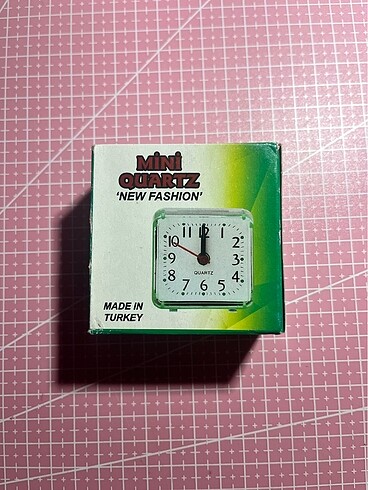 MiNi
QUARTZ
'NEW FASHION'
11 12 1
10 2
9 3
QUARTZ
8 4
7 6 5
MADE IN
TURKEY